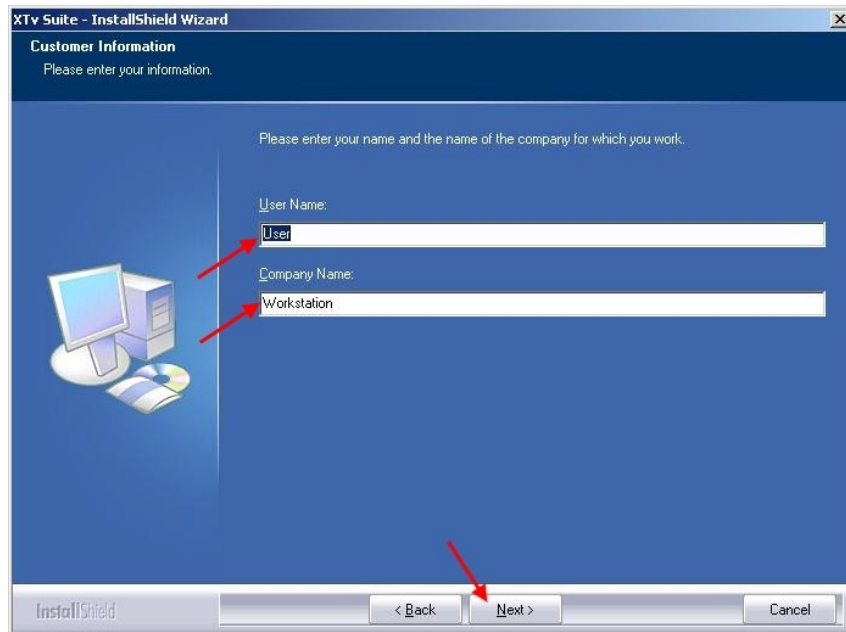 XTv Suite - InstallShield Wizard
Customer Information
Please enter your information.
Please enter your name and the name of the company for which you work.
User Name:
User
Company Name:
Workstation
InstallShield
< Back
Next >
Cancel